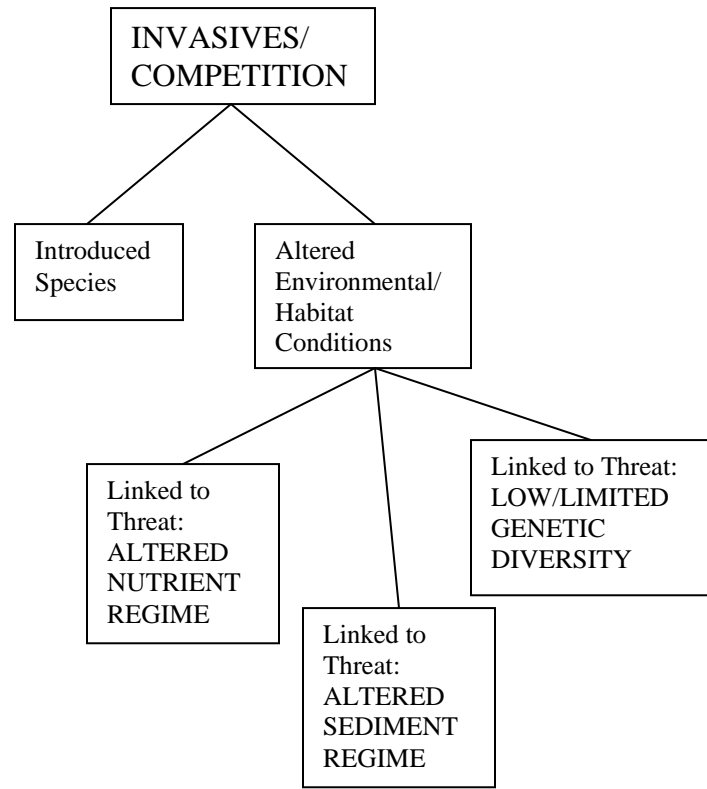 INVASIVES/
COMPETITION
Introduced
Species
Altered
Environmental/
Habitat
Conditions
Linked to
Threat:
ALTERED
NUTRIENT
REGIME
Linked to
Threat:
ALTERED
SEDIMENT
REGIME
Linked to Threat:
LOW/LIMITED
GENETIC
DIVERSITY